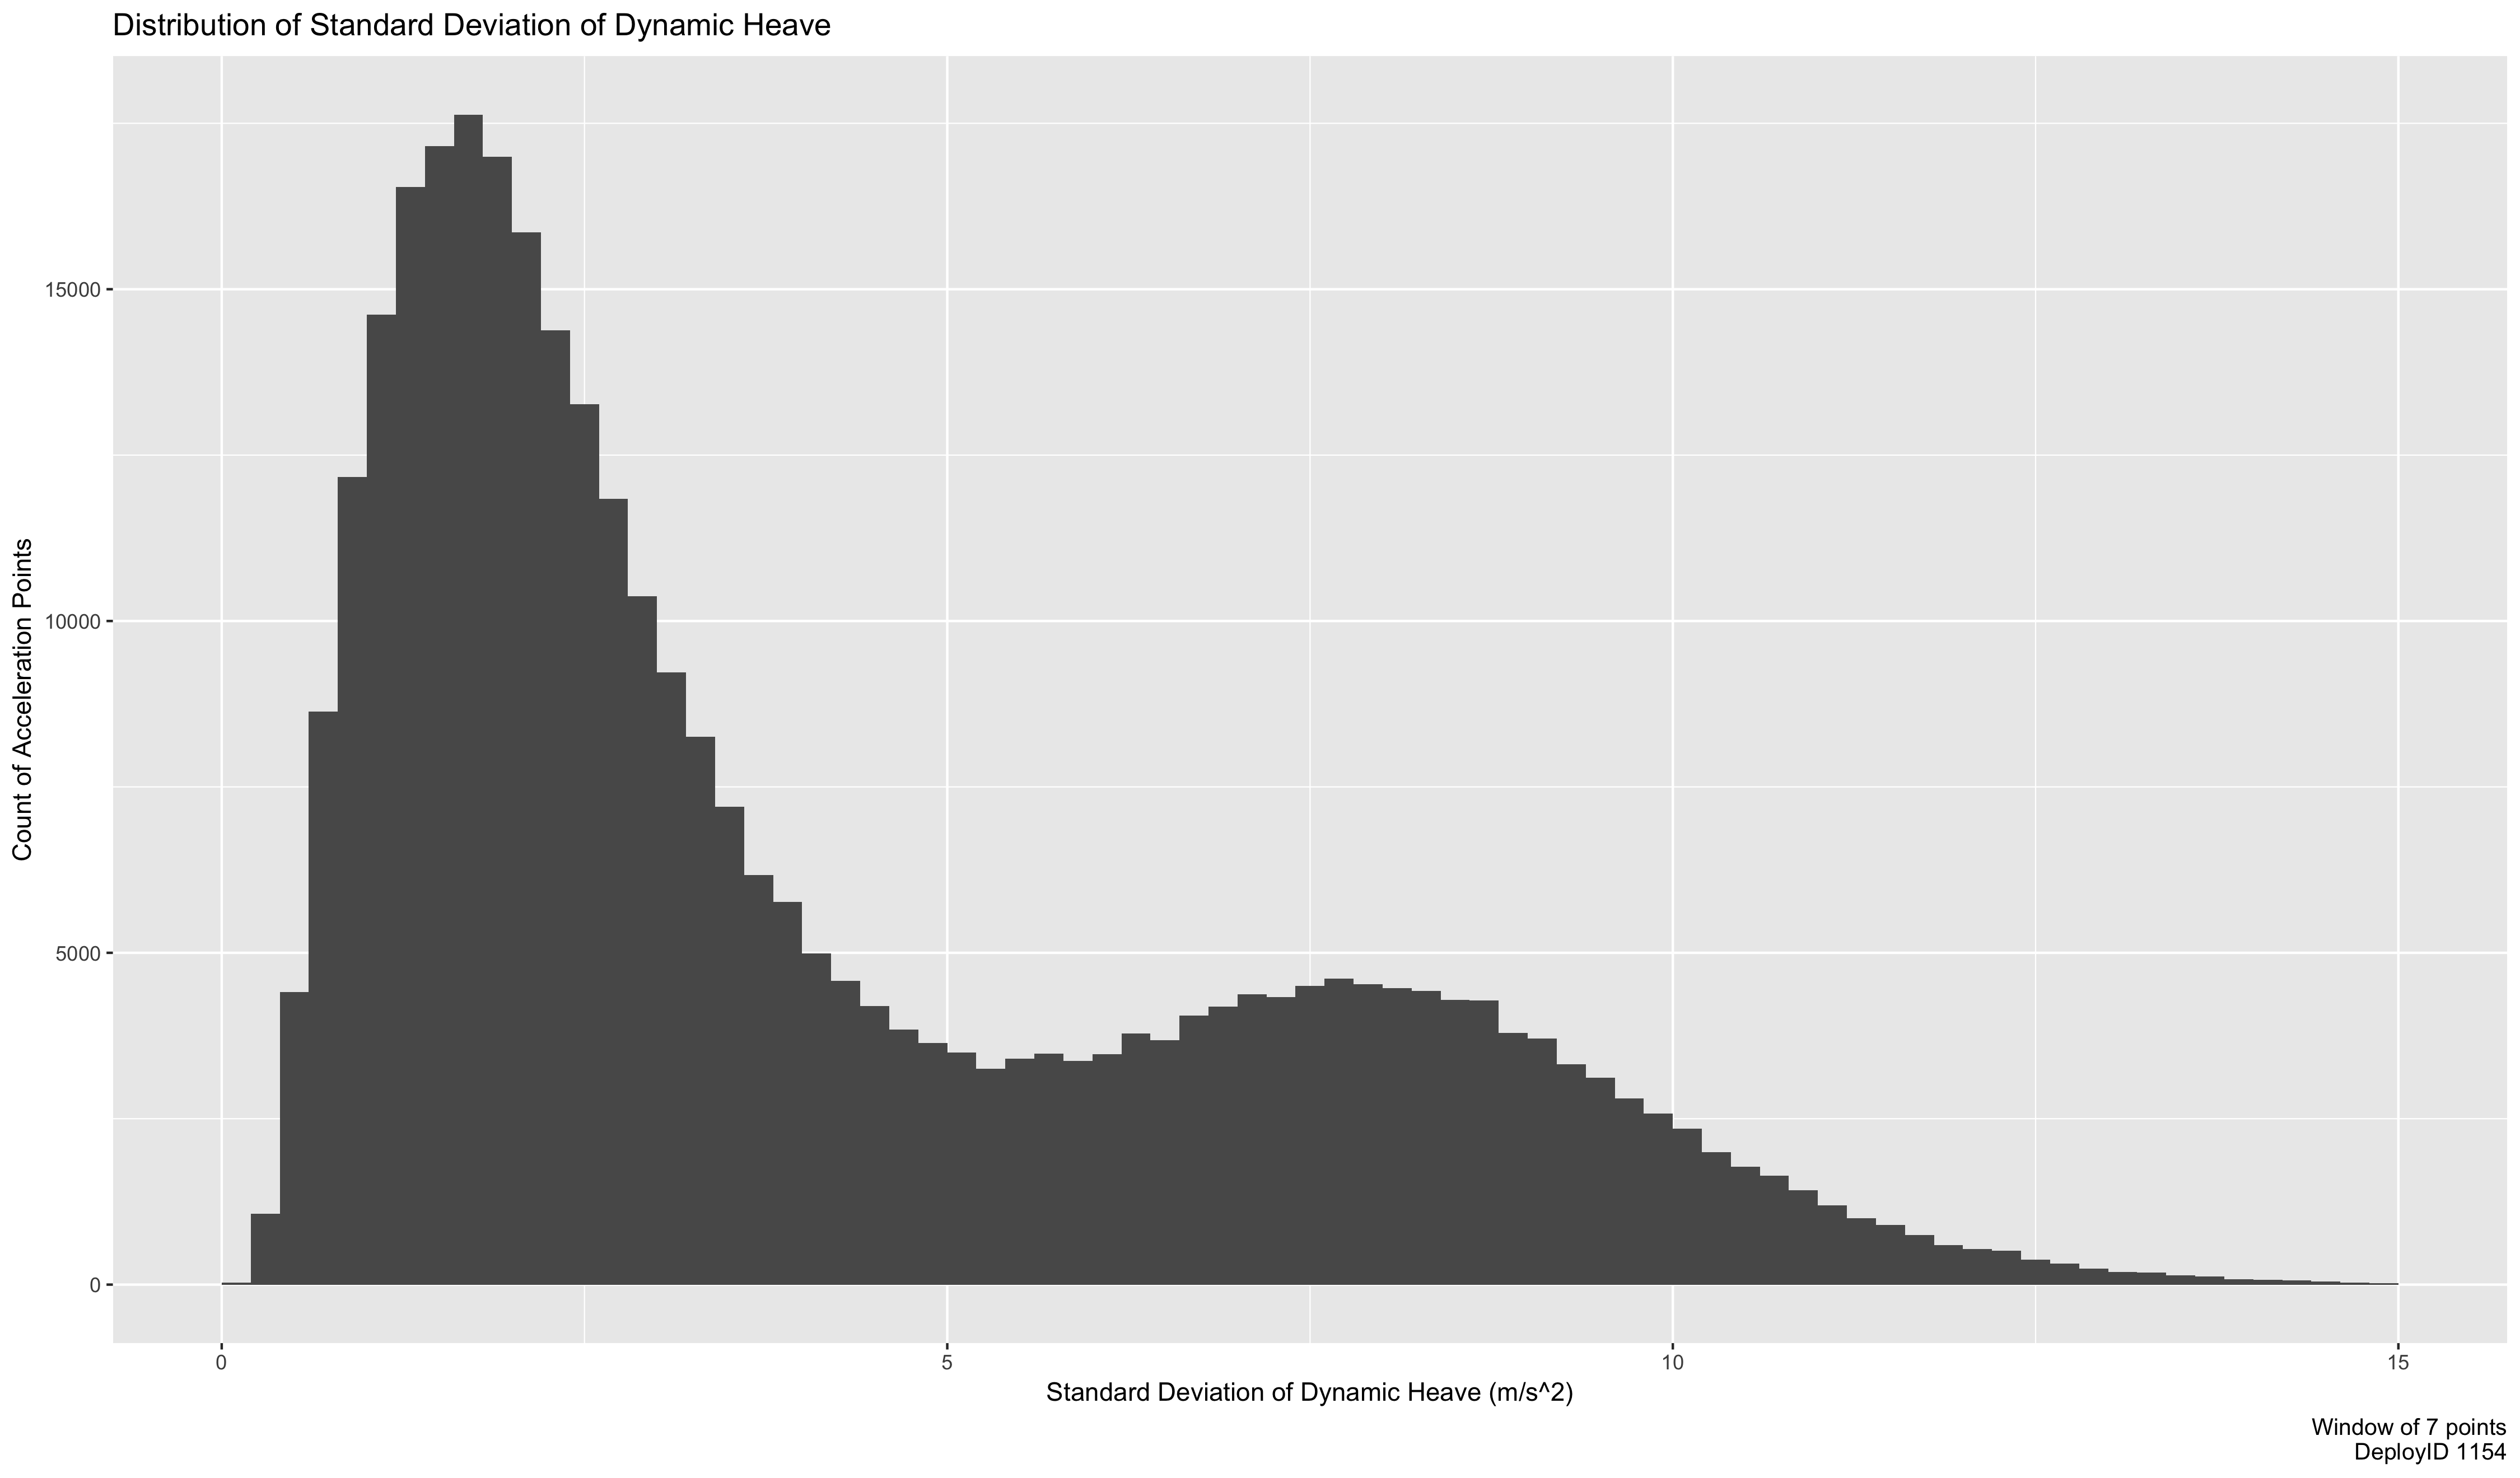 Distribution of Standard Deviation of Dynamic Heave
Count of Acceleration Points
15000
10000
5000
0
0
5
10
15
Standard Deviation of Dynamic Heave (m/s^2)
Window of 7 points
DeployID 1154